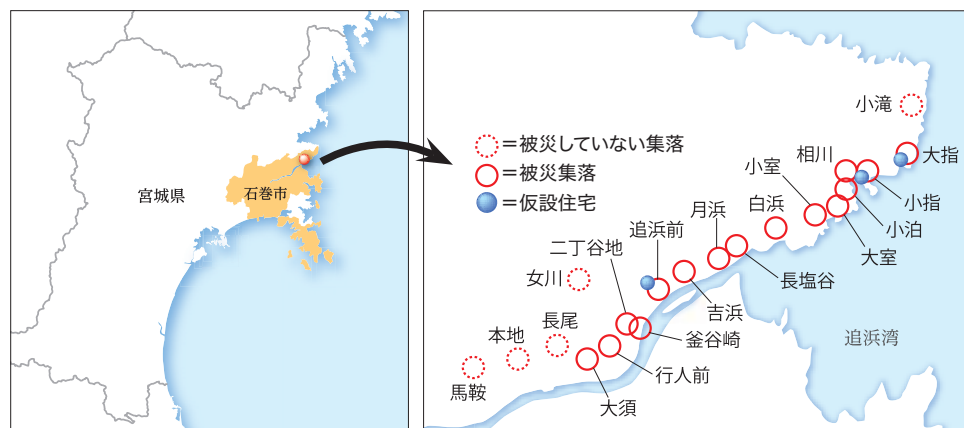 宮城県
石巻市
=被災していない集落
=被災集落
=仮設住宅
小滝
大指
相川
小指
小室
小泊
白浜
大室
月浜
追浜前
長塩谷
二丁谷地
女川
吉浜
釜谷崎
追浜湾
長尾
本地
行人前
馬鞍
大須